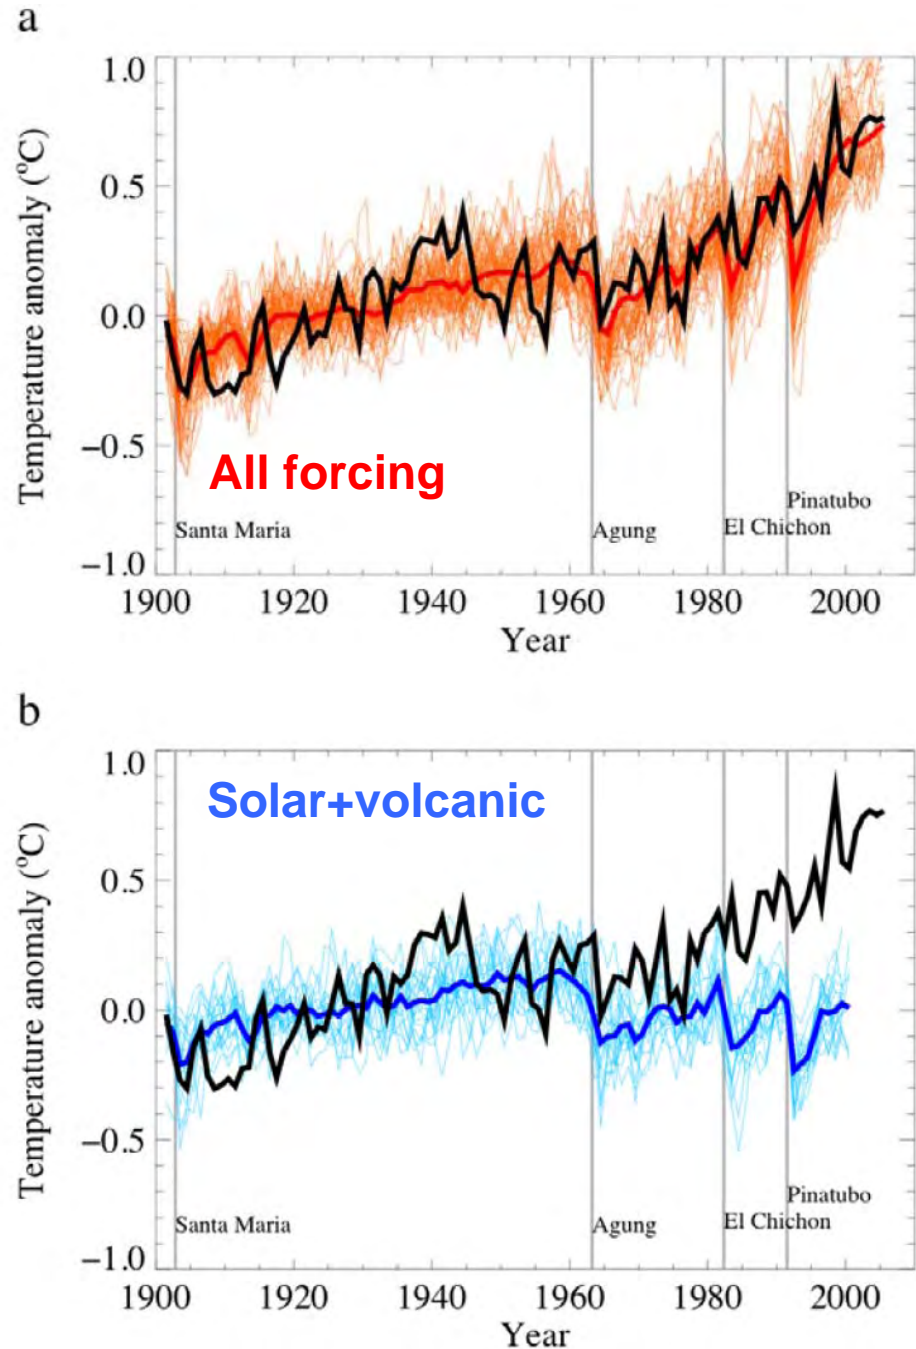 a
Temperature anomaly (°C)
1.0
0.5
0.0
−0.5
−1.0
All forcing
Santa Maria
Agung
El Chichon
Pinatubo
1900 1920 1940 1960 1980 2000
Year
b
Temperature anomaly (°C)
1.0
0.5
0.0
−0.5
−1.0
Solar+volcanic
Santa Maria
Agung
El Chichon
Pinatubo
1900 1920 1940 1960 1980 2000
Year